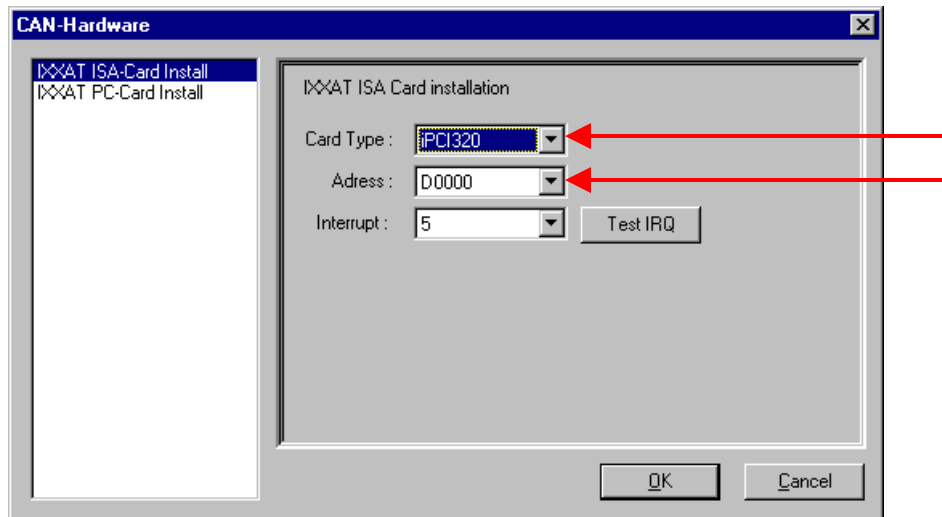 CAN-Hardware
IXXAT ISA-Card Install
IXXAT PC-Card Install
IXXAT ISA Card installation
Card Type : iPCI320
Adress : D0000
Interrupt : 5 Test IRQ
OK Cancel